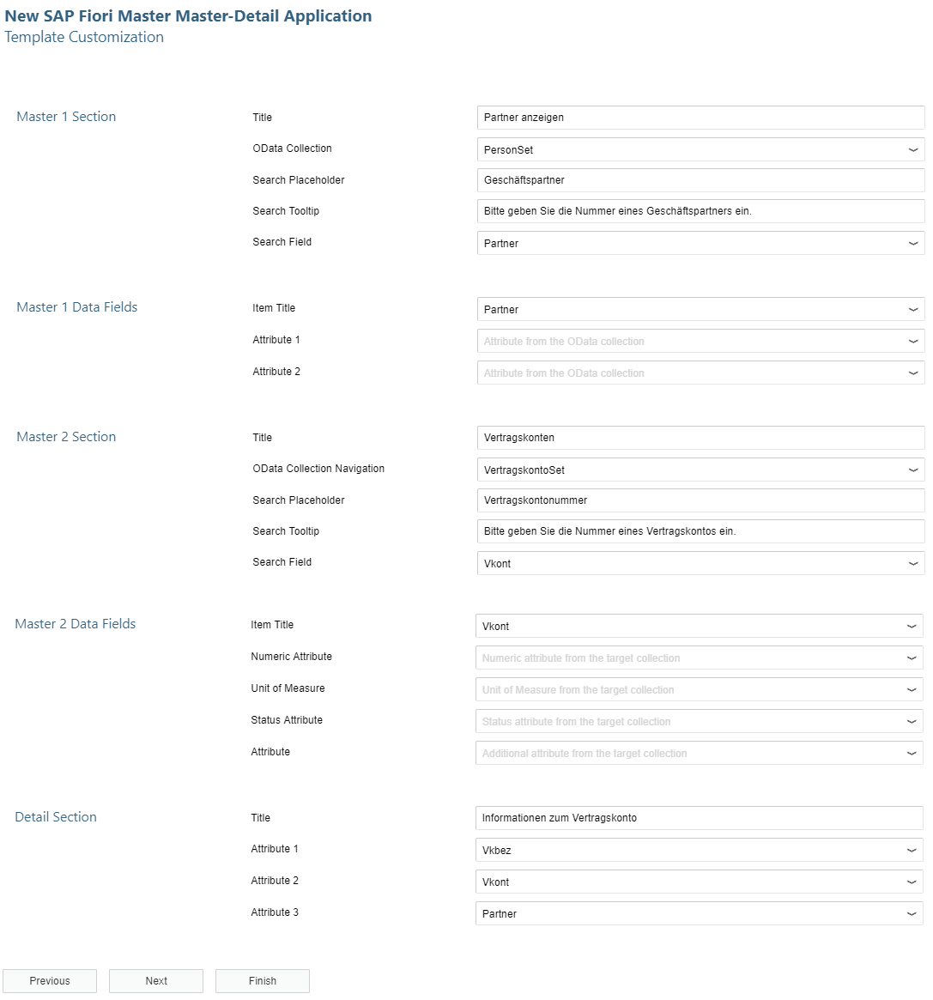 New SAP Fiori Master Master-Detail Application
Template Customization
Master 1 Section
Title
Partner anzeigen
OData Collection
PersonSet
Search Placeholder
Geschäftspartner
Search Tooltip
Bitte geben Sie die Nummer eines Geschäftspartners ein.
Search Field
Partner
Master 1 Data Fields
Item Title
Partner
Attribute 1
Attribute from the OData collection
Attribute 2
Attribute from the OData collection
Master 2 Section
Title
Vertragskonten
OData Collection Navigation
VertragskontoSet
Search Placeholder
Vertragskontonummer
Search Tooltip
Bitte geben Sie die Nummer eines Vertragskontos ein.
Search Field
Vkont
Master 2 Data Fields
Item Title
Vkont
Numeric Attribute
Numeric attribute from the target collection
Unit of Measure
Unit of Measure from the target collection
Status Attribute
Status attribute from the target collection
Attribute
Additional attribute from the target collection
Detail Section
Title
Informationen zum Vertragskonto
Attribute 1
Vkbez
Attribute 2
Vkont
Attribute 3
Partner
Previous
Next
Finish